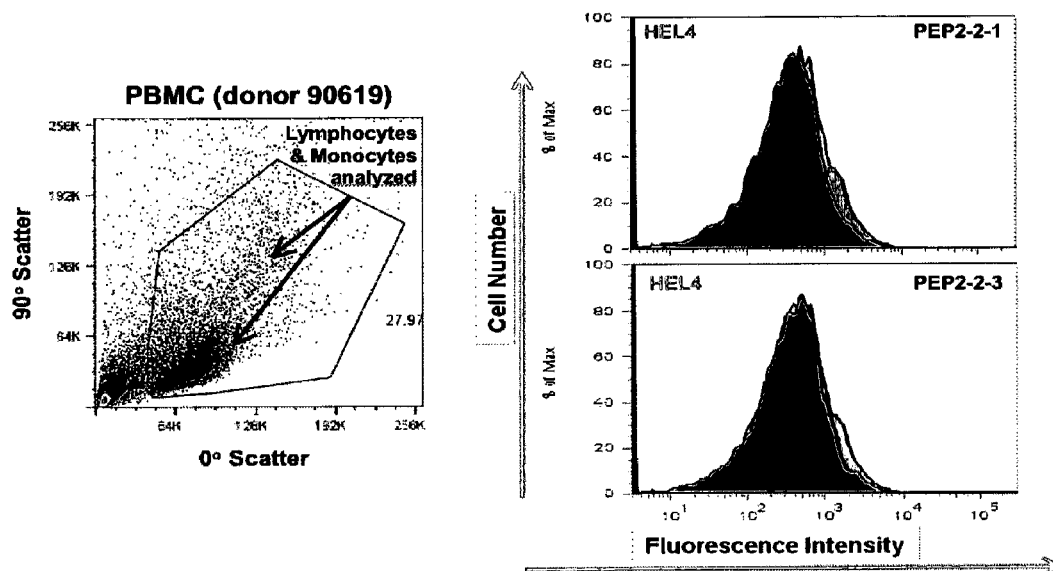 PBMC (donor 90619)
Lymphocytes
& Monocytes
analyzed
256K
192K
128K
64K
27.97
64K
128K
192K
256K
90° Scatter
0° Scatter
Cell Number
HEL4
PEP2-2-1
100
80
60
40
20
0
% of Max
HEL4
PEP2-2-3
100
80
60
40
20
0
% of Max
10¹
10²
10³
10⁴
10⁵
Fluorescence Intensity